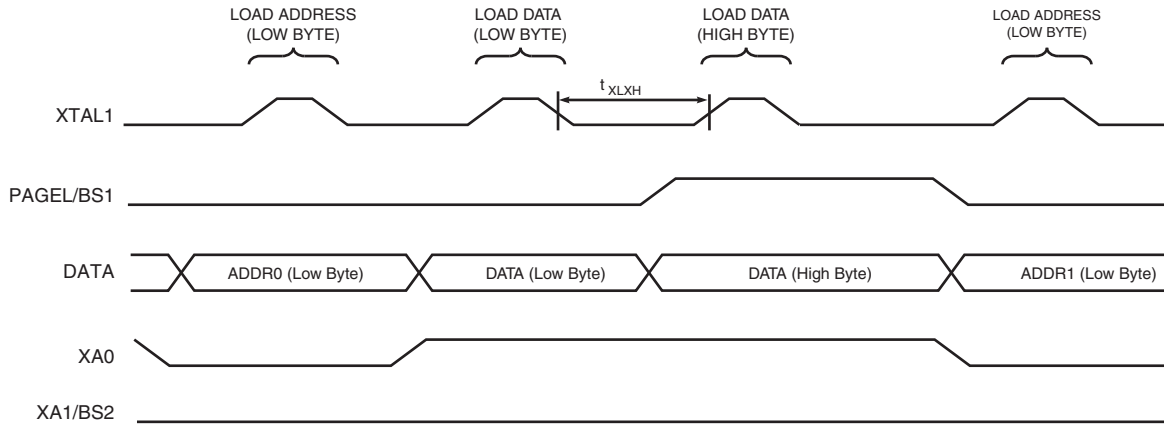 LOAD ADDRESS
(LOW BYTE)
LOAD DATA
(LOW BYTE)
LOAD DATA
(HIGH BYTE)
LOAD ADDRESS
(LOW BYTE)
t XLXH
XTAL1
PAGEL/BS1
DATA
ADDR0 (Low Byte)
DATA (Low Byte)
DATA (High Byte)
ADDR1 (Low Byte)
XA0
XA1/BS2